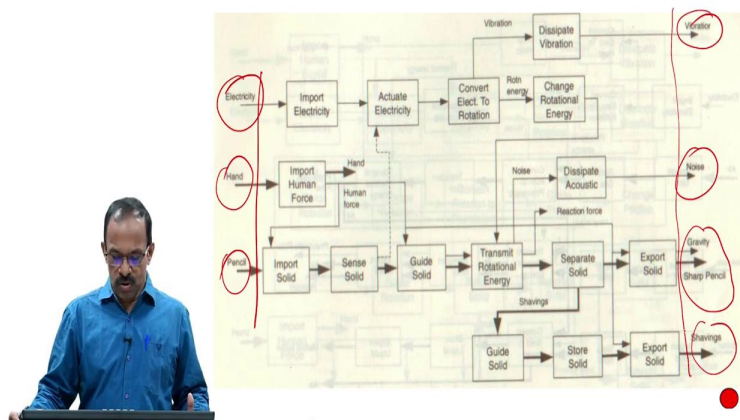 Vibration
Dissipate
Vibration
Vibration
Electricity
Import
Electricity
Actuate
Electricity
Convert
Elect. To
Rotation
Rotn
energy
Change
Rotational
Energy
Hand
Import
Human
Force
Hand
Human
force
Noise
Dissipate
Acoustic
Noise
Reaction force
Pencil
Import
Solid
Sense
Solid
Guide
Solid
Transmit
Rotational
Energy
Separate
Solid
Export
Solid
Gravity
Sharp Pencil
Shavings
Guide
Solid
Store
Solid
Export
Solid
Shavings